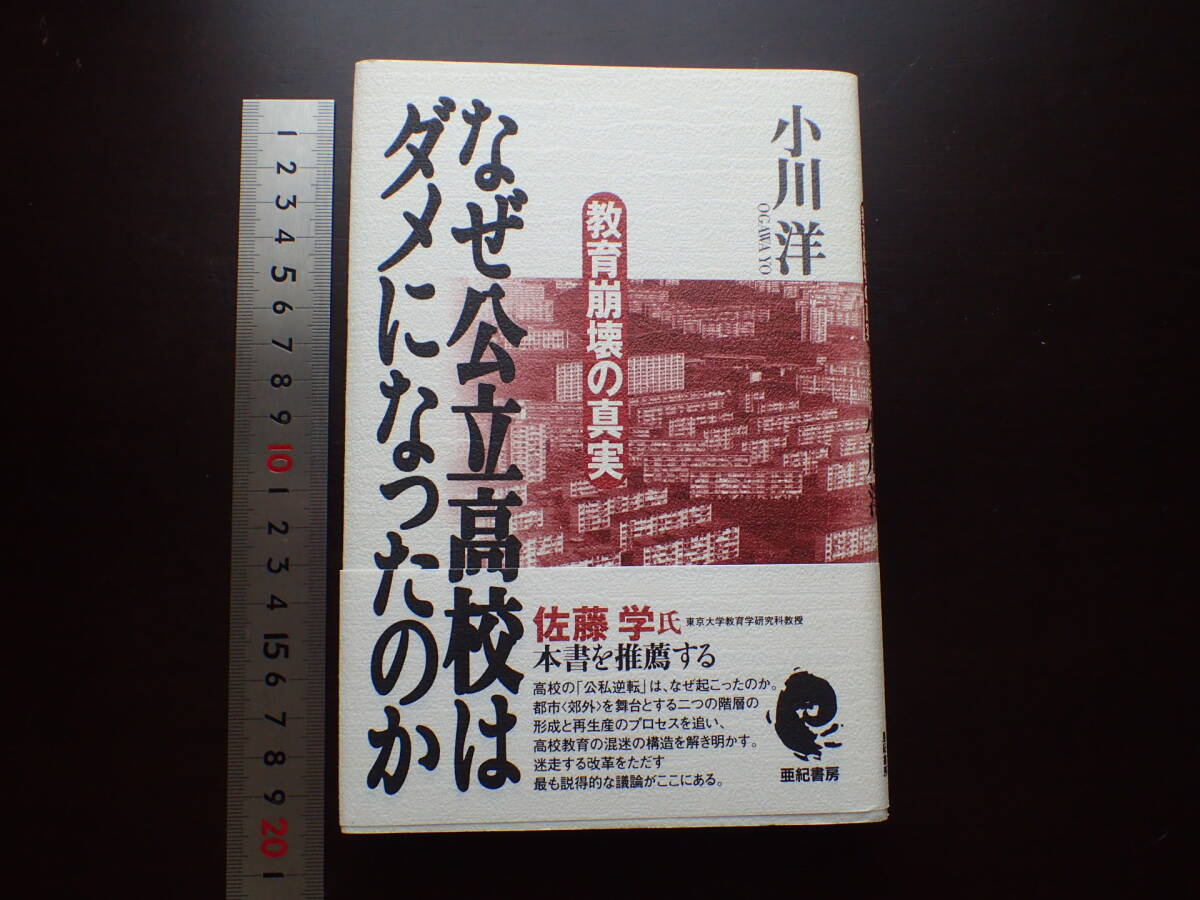 小川洋
OGAWA YO
教育崩壊の真実
なぜ公立高校は
ダメになったのか
佐藤 学氏 東京大学教育学研究科教授
本書を推薦する
高校の「公私逆転」は、なぜ起こったのか。
都市〈郊外〉を舞台とする二つの階層の
形成と再生産のプロセスを追い、
高校教育の混迷の構造を解き明かす。
迷走する改革をただす
最も説得的な議論がここにある。
亜紀書房
1 2 3 4 5 6 7 8 9 10 1 2 3 4 15 6 7 8 9 20 1